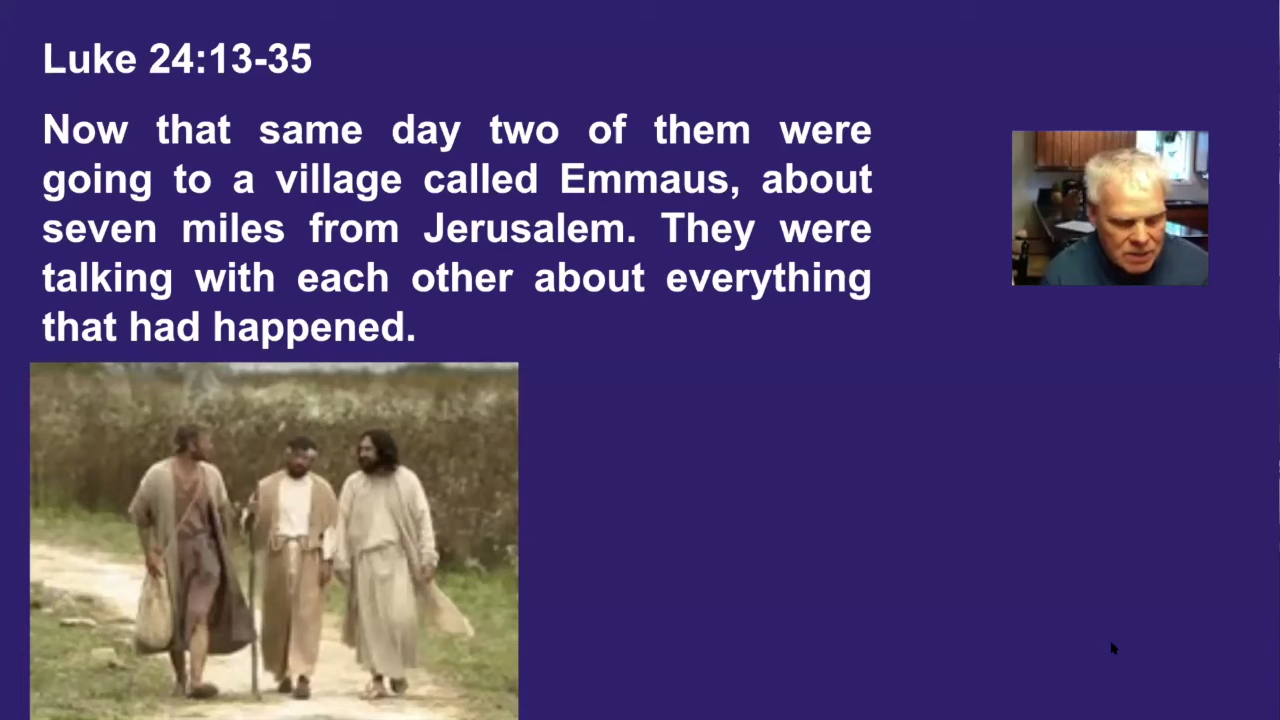 Luke 24:13-35
Now that same day two of them were
going to a village called Emmaus, about
seven miles from Jerusalem. They were
talking with each other about everything
that had happened.